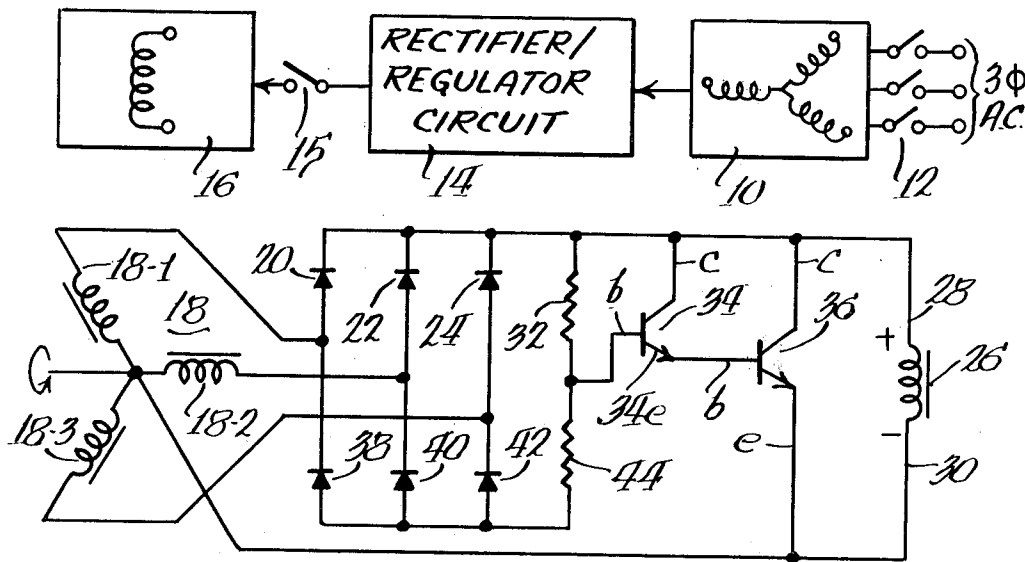 RECTIFIER/
REGULATOR
CIRCUIT
3Φ
A.C.
16
15
14
10
12
18-1
18
18-2
18-3
G
20
22
24
32
b
c
34
34e
b
c
36
e
28
+
26
-
30
38
40
42
44